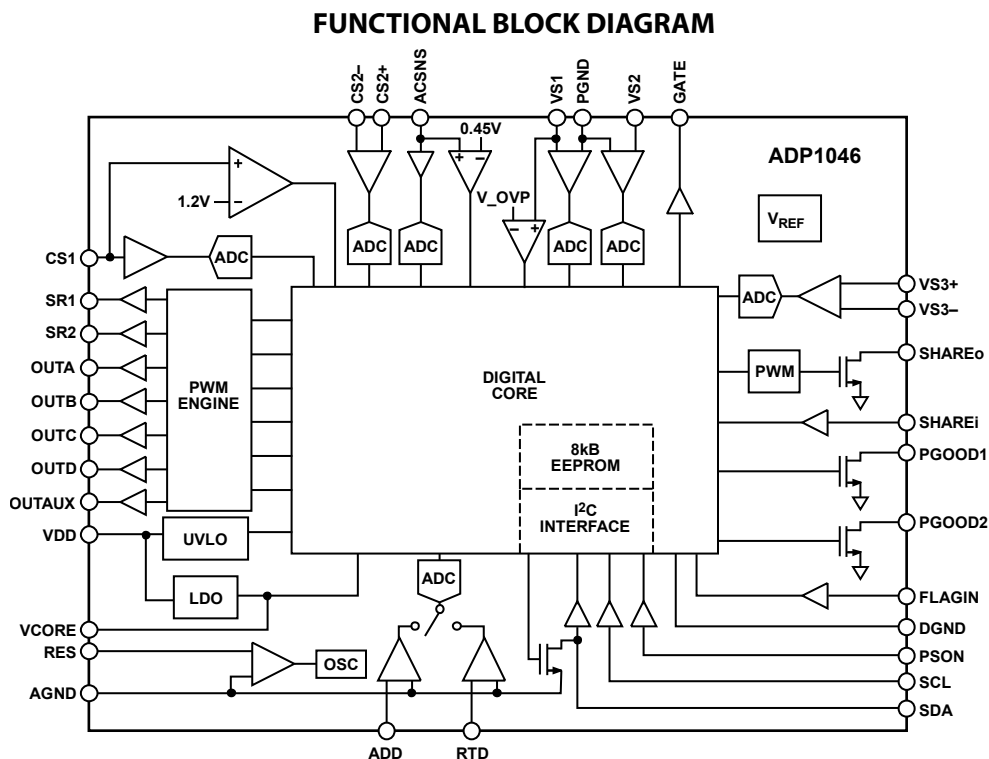 FUNCTIONAL BLOCK DIAGRAM
CS2–
CS2+
ACSNS
VS1
PGND
VS2
GATE
ADP1046
0.45V
+
–
+
–
1.2V
V_OVP
–
+
VREF
ADC
ADC
ADC
ADC
CS1
ADC
ADC
VS3+
VS3–
SR1
SR2
OUTA
OUTB
OUTC
OUTD
OUTAUX
PWM
ENGINE
DIGITAL
CORE
PWM
SHAREo
SHAREi
8kB
EEPROM
I2C
INTERFACE
PGOOD1
PGOOD2
VDD
UVLO
LDO
ADC
FLAGIN
VCORE
DGND
RES
OSC
PSON
AGND
SCL
SDA
ADD
RTD